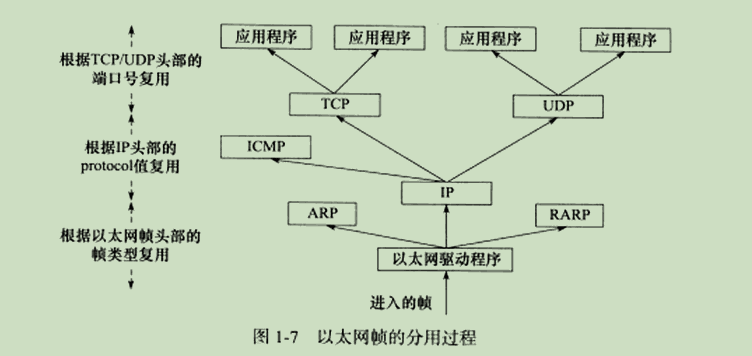 应用程序 应用程序 应用程序 应用程序
根据TCP/UDP头部的
端口号复用
TCP UDP
根据IP头部的
protocol值复用
ICMP
IP
ARP RARP
根据以太网帧头部的
帧类型复用
以太网驱动程序
进入的帧
图 1-7 以太网帧的分用过程